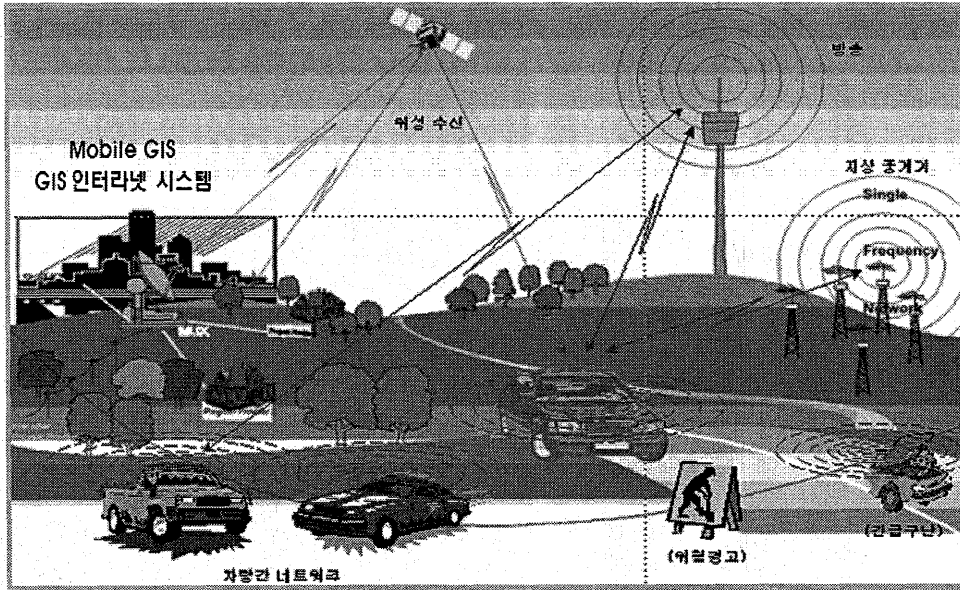 방송
위성 수신
Mobile GIS
GIS 인터라넷 시스템
지상 중계기
Single
Frequency
Network
MUX
(긴급구난)
(위험경고)
차량간 네트워크